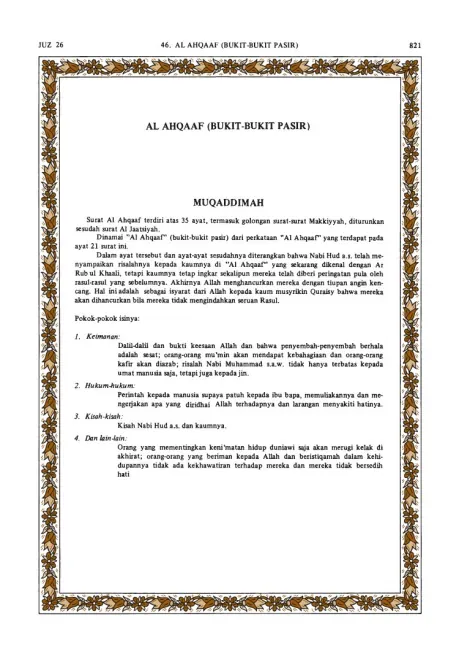 JUZ 26 46. AL AHQAAF (BUKIT-BUKIT PASIR) 821
AL AHQAAF (BUKIT-BUKIT PASIR)
MUQADDIMAH
Surat Al Ahqaaf terdiri atas 35 ayat, termasuk golongan surat-surat Makkiyyah, diturunkan
sesudah surat Al Jaatsiyah.
Dinamai "Al Ahqaaf" (bukit-bukit pasir) dari perkataan "Al Ahqaaf" yang terdapat pada
ayat 21 surat ini.
Dalam ayat tersebut dan ayat-ayat sesudahnya diterangkan bahwa Nabi Hud a.s. telah me-
nyampaikan risalahnya kepada kaumnya di "Al Ahqaaf" yang sekarang dikenal dengan Ar
Rub ul Khaali, tetapi kaumnya tetap ingkar sekalipun mereka telah diberi peringatan pula oleh
rasul-rasul yang sebelumnya. Akhirnya Allah menghancurkan mereka dengan tiupan angin ken-
cang. Hal ini adalah sebagai isyarat dari Allah kepada kaum musyrikin Quraisy bahwa mereka
akan dihancurkan bila mereka tidak mengindahkan seruan Rasul.
Pokok-pokok isinya:
1. Keimanan:
Dalil-dalil dan bukti keesaan Allah dan bahwa penyembah-penyembah berhala
adalah sesat; orang-orang mu'min akan mendapat kebahagiaan dan orang-orang
kafir akan diazab; risalah Nabi Muhammad s.a.w. tidak hanya terbatas kepada
umat manusia saja, tetapi juga kepada jin.
2. Hukum-hukum:
Perintah kepada manusia supaya patuh kepada ibu bapa, memuliakannya dan me-
ngerjakan apa yang diridhai Allah terhadapnya dan larangan menyakiti hatinya.
3. Kisah-kisah:
Kisah Nabi Hud a.s. dan kaumnya.
4. Dan lain-lain:
Orang yang mementingkan keni'matan hidup duniawi saja akan merugi kelak di
akhirat; orang-orang yang beriman kepada Allah dan beristiqamah dalam kehi-
dupannya tidak ada kekhawatiran terhadap mereka dan mereka tidak bersedih
hati